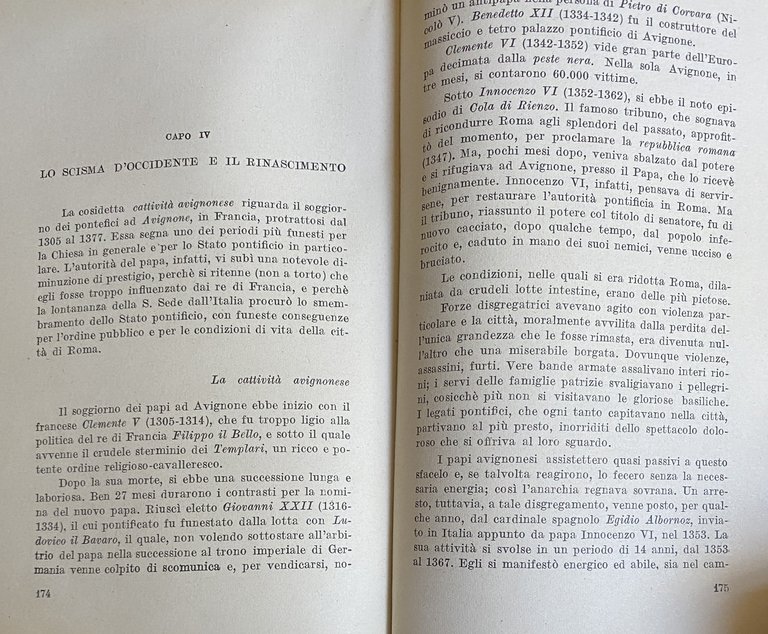 CAPO IV
LO SCISMA D'OCCIDENTE E IL RINASCIMENTO
La cosidetta cattività avignonese riguarda il soggior-
no dei pontefici ad Avignone, in Francia, protrattosi dal
1305 al 1377. Essa segna uno dei periodi più funesti per
la Chiesa in generale e per lo Stato pontificio in partico-
lare. L'autorità del papa, infatti, vi subì una notevole di-
minuzione di prestigio, perchè si ritenne (non a torto) che
egli fosse troppo influenzato dai re di Francia, e perchè
la lontananza della S. Sede dall'Italia procurò lo smem-
bramento dello Stato pontificio, con funeste conseguenze
per l'ordine pubblico e per le condizioni di vita della cit-
tà di Roma.
La cattività avignonese
Il soggiorno dei papi ad Avignone ebbe inizio con il
francese Clemente V (1305-1314), che fu troppo ligio alla
politica del re di Francia Filippo il Bello, e sotto il quale
avvenne il crudele sterminio dei Templari, un ricco e po-
tente ordine religioso-cavalleresco.
Dopo la sua morte, si ebbe una successione lunga e
laboriosa. Ben 27 mesi durarono i contrasti per la nomi-
na del nuovo papa. Riuscì eletto Giovanni XXII (1316-
1334), il cui pontificato fu funestato dalla lotta con Lu-
dovico il Bavaro, il quale, non volendo sottostare all'arbi-
trio del papa nella successione al trono imperiale di Ger-
mania venne colpito di scomunica e, per vendicarsi, no-
174
minò un antipapa nella persona di Pietro di Corvara (Ni-
colò V). Benedetto XII (1334-1342) fu il costruttore del
massiccio e tetro palazzo pontificio di Avignone.
Clemente VI (1342-1352) vide gran parte dell'Euro-
pa decimata dalla peste nera. Nella sola Avignone, in
tre mesi, si contarono 60.000 vittime.
Sotto Innocenzo VI (1352-1362), si ebbe il noto epi-
sodio di Cola di Rienzo. Il famoso tribuno, che sognava
di ricondurre Roma agli splendori del passato, approfit-
tò del momento, per proclamare la repubblica romana
(1347). Ma, pochi mesi dopo, veniva sbalzato dal potere
e si rifugiava ad Avignone, presso il Papa, che lo ricevè
benignamente. Innocenzo VI, infatti, pensava di servir-
sene, per restaurare l'autorità pontificia in Roma. Ma
il tribuno, riassunto il potere col titolo di senatore, fu di
nuovo cacciato, dopo qualche tempo, dal popolo infe-
rocito e, caduto in mano dei suoi nemici, venne ucciso e
bruciato.
Le condizioni, nelle quali si era ridotta Roma, dila-
niata da crudeli lotte intestine, erano delle più pietose.
Forze disgregatrici avevano agito con violenza par-
ticolare e la città, moralmente avvilita dalla perdita del-
l'unica grandezza che le fosse rimasta, era divenuta nul-
l'altro che una miserabile borgata. Dovunque violenze,
assassini, furti. Vere bande armate assalivano interi rio-
ni; i servi delle famiglie patrizie svaligiavano i pellegri-
ni, cosicchè più non si visitavano le gloriose basiliche.
I legati pontifici, che ogni tanto capitavano nella città,
partivano al più presto, inorriditi dello spettacolo dolo-
roso che si offriva al loro sguardo.
I papi avignonesi assistettero quasi passivi a questo
sfacelo e, se talvolta reagirono, lo fecero senza la neces-
saria energia; così l'anarchia regnava sovrana. Un arre-
sto, tuttavia, a tale disgregamento, venne posto, per qual-
che anno, dal cardinale spagnolo Egidio Albornoz, invia-
to in Italia appunto da papa Innocenzo VI, nel 1353. La
sua attività si svolse in un periodo di 14 anni, dal 1353
al 1367. Egli si manifestò energico ed abile, sia nel cam-
175